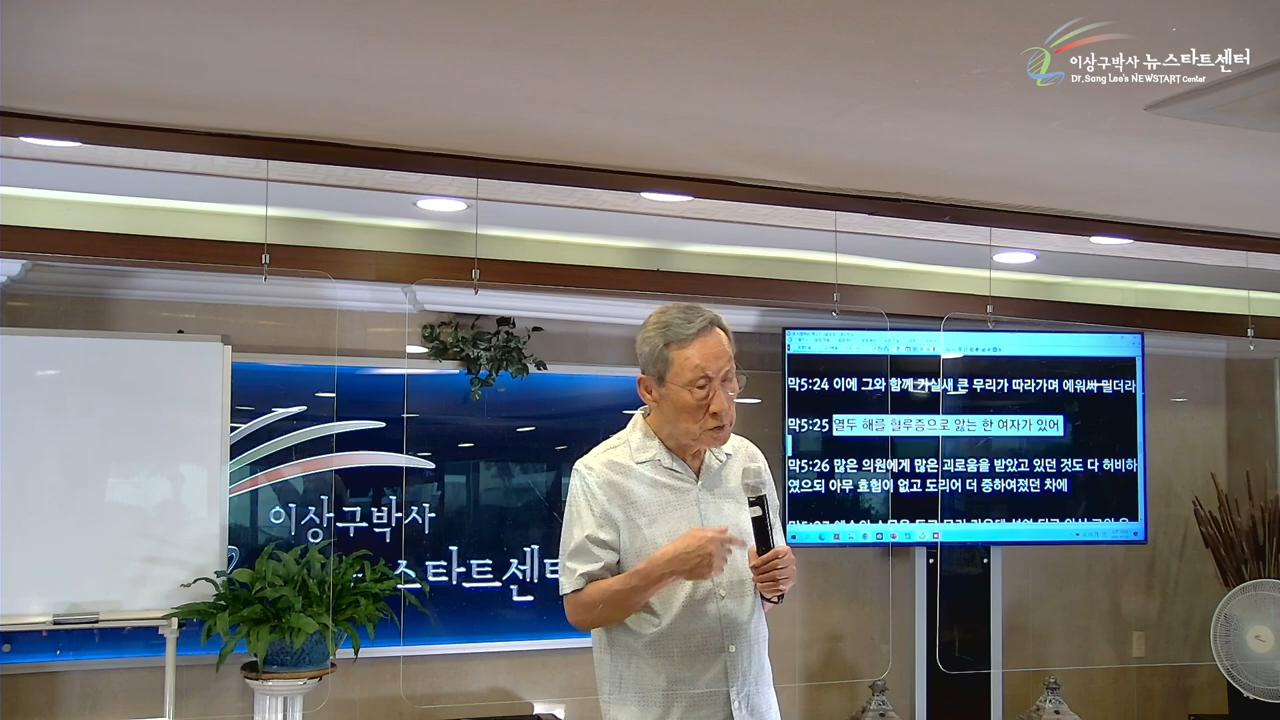 이상구박사 뉴스타트센터
Dr. Sang Lee's NEWSTART Center
막5:24 이에 그와 함께 가실새 큰 무리가 따라가며 에워싸 밀더라
막5:25 열두 해를 혈루증으로 앓는 한 여자가 있어
막5:26 많은 의원에게 많은 괴로움을 받았고 있던 것도 다 허비하
였으되 아무 효험이 없고 도리어 더 중하여졌던 차에
이상구박사
스타트센터